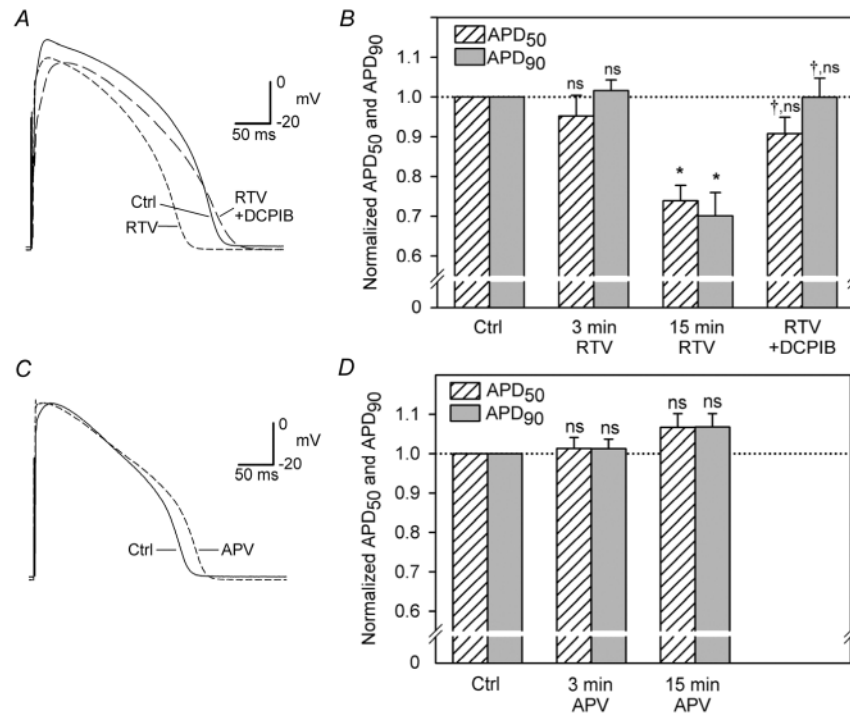 A
0
mV
-20
50 ms
Ctrl
RTV
RTV
+DCPIB
B
Normalized APD50 and APD90
APD50
APD90
1.1
1.0
0.9
0.8
0.7
0.6
0
ns
ns
*
*
†,ns
†,ns
Ctrl
3 min
RTV
15 min
RTV
RTV
+DCPIB
C
0
mV
-20
50 ms
Ctrl
APV
D
Normalized APD50 and APD90
APD50
APD90
1.1
1.0
0.9
0.8
0.7
0.6
0
ns
ns
ns
ns
Ctrl
3 min
APV
15 min
APV